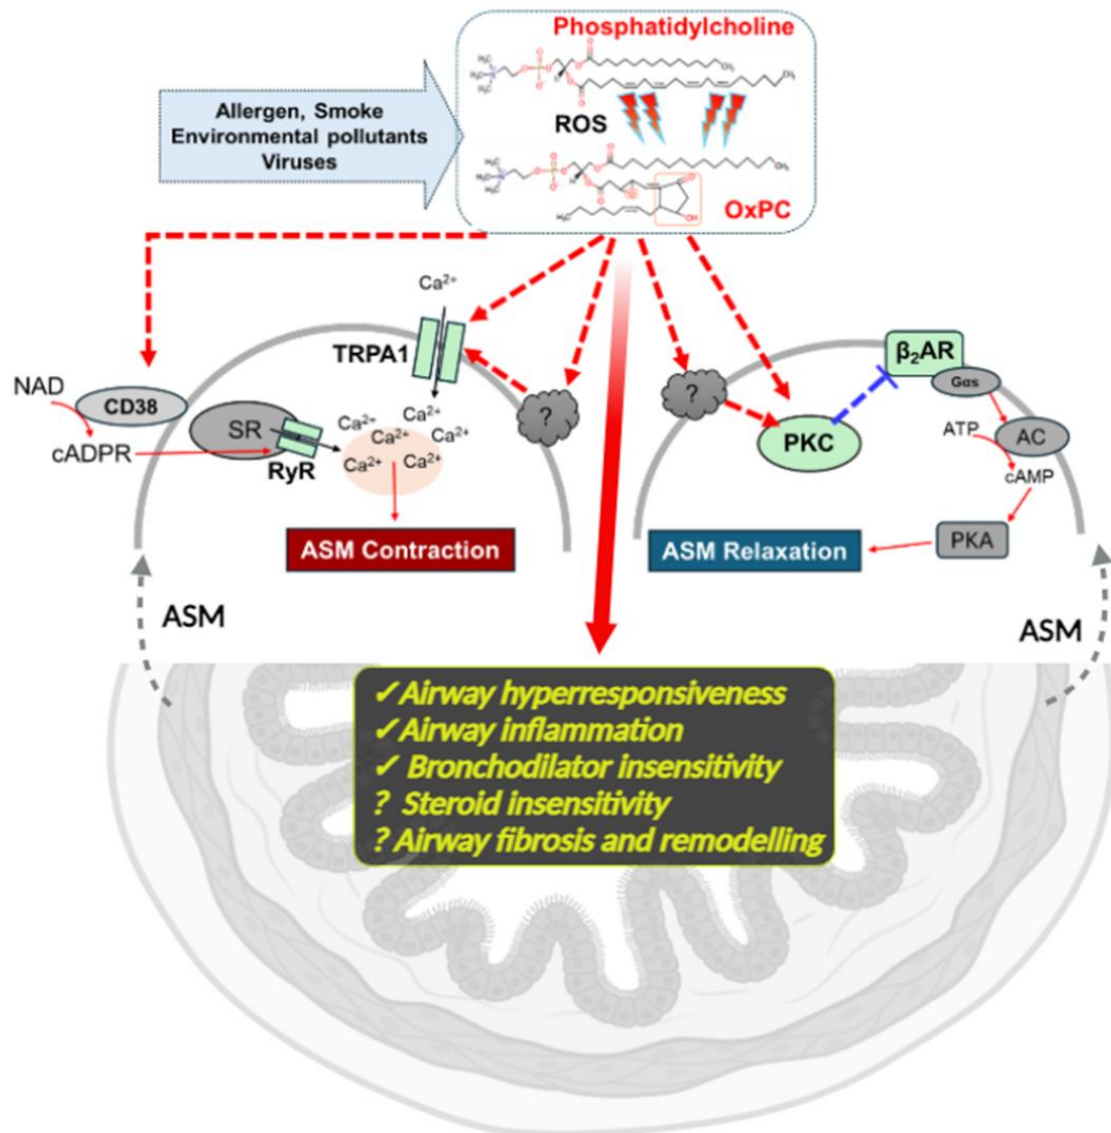 Phosphatidylcholine
Allergen, Smoke
Environmental pollutants
Viruses
ROS
OxPC
Ca²⁺
TRPA1
NAD
CD38
cADPR
SR
RyR
Ca²⁺
Ca²⁺
Ca²⁺
Ca²⁺
Ca²⁺
Ca²⁺
?
ASM Contraction
?
PKC
β₂AR
Gαs
ATP
AC
cAMP
PKA
ASM Relaxation
ASM
ASM
✓ Airway hyperresponsiveness
✓ Airway inflammation
✓ Bronchodilator insensitivity
? Steroid insensitivity
? Airway fibrosis and remodelling